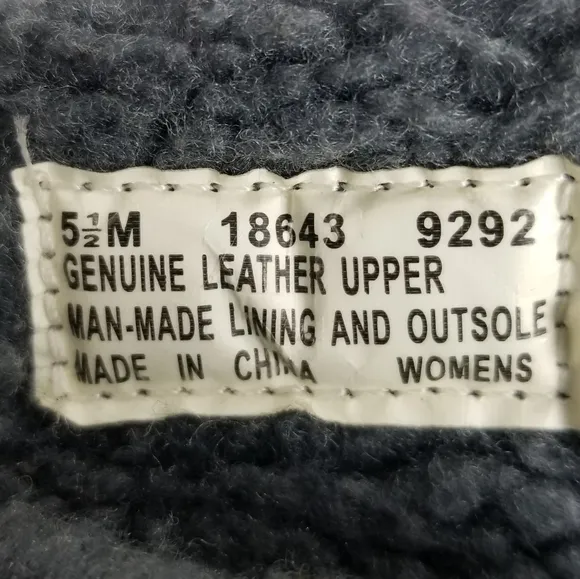 5½M 18643 9292
GENUINE LEATHER UPPER
MAN-MADE LINING AND OUTSOLE
MADE IN CHINA WOMENS